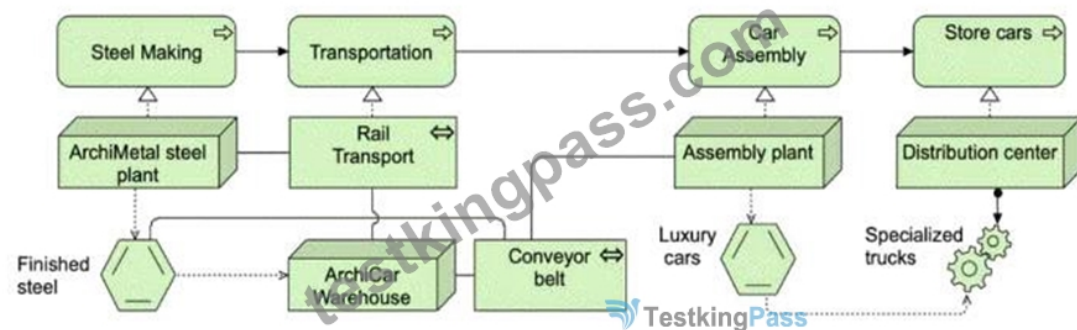 Steel Making
Transportation
Car
Assembly
Store cars
ArchiMetal steel
plant
Rail
Transport
Assembly plant
Distribution center
Finished
steel
ArchiCar
Warehouse
Conveyor
belt
Luxury
cars
Specialized
trucks
testkingpass.com
TestkingPass